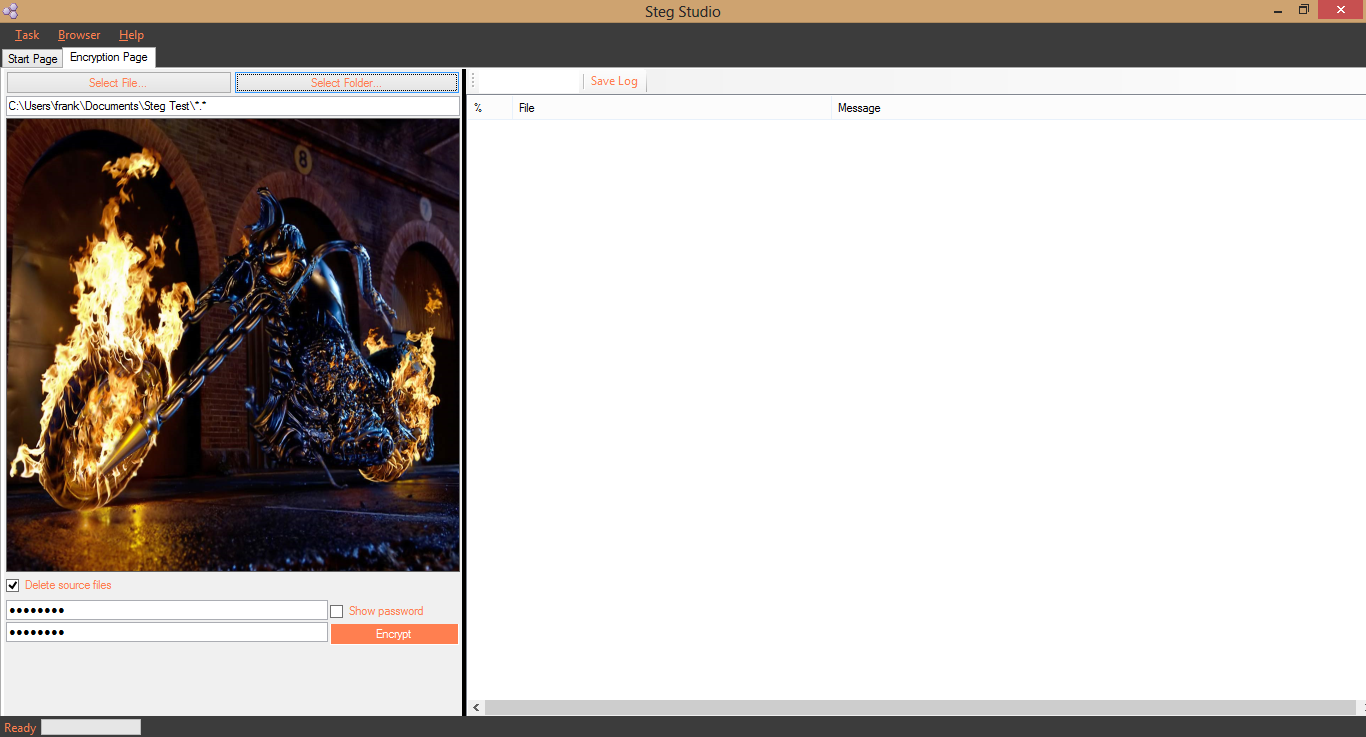 Steg Studio
Task Browser Help
Start Page Encryption Page
Select File... Select Folder... Save Log
C:\Users\frank\Documents\Steg Test\*.* % File Message
8
7
Delete source files
●●●●●●●● Show password
●●●●●●●● Encrypt
Ready